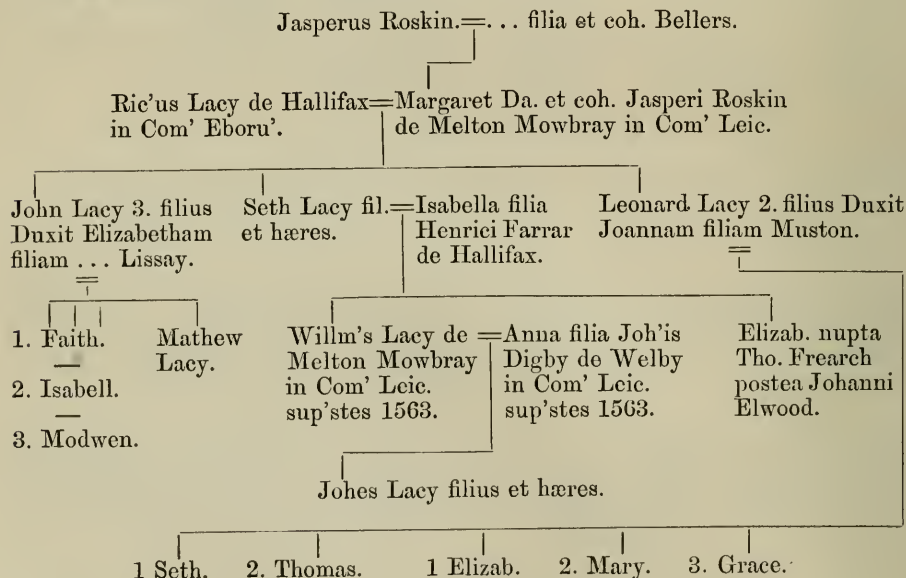 Jasperus Roskin.=. . . filia et coh. Bellers.
Ric'us Lacy de Hallifax=Margaret Da. et coh. Jasperi Roskin
in Com' Eboru'. de Melton Mowbray in Com' Leic.
John Lacy 3. filius
Duxit Elizabetham
filiam . . . Lissay.
Seth Lacy fil.=Isabella filia
et hæres. Henrici Farrar
de Hallifax.
Leonard Lacy 2. filius Duxit
Joannam filiam Muston.
1. Faith.
2. Isabell.
3. Modwen.
Mathew
Lacy.
Willm's Lacy de
Melton Mowbray
in Com' Leic.
sup'stes 1563.
=Anna filia Joh'is
Digby de Welby
in Com' Leic.
sup'stes 1563.
Elizab. nupta
Tho. Frearch
postea Johanni
Elwood.
Johes Lacy filius et hæres.
1 Seth. 2. Thomas. 1 Elizab. 2. Mary. 3. Grace.